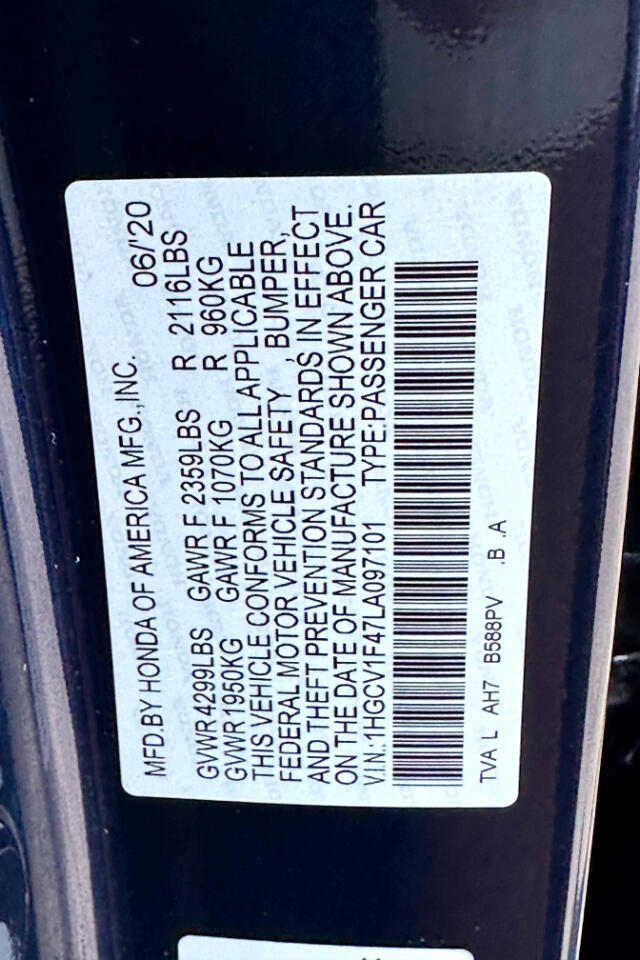 MFD.BY HONDA OF AMERICA MFG.,INC. 06/'20
GVWR 4299LBS GAWR F 2359LBS R 2116LBS
GVWR 1950KG GAWR F 1070KG R 960KG
THIS VEHICLE CONFORMS TO ALL APPLICABLE
FEDERAL MOTOR VEHICLE SAFETY , BUMPER,
AND THEFT PREVENTION STANDARDS IN EFFECT
ON THE DATE OF MANUFACTURE SHOWN ABOVE.
V.I.N.:1HGCV1F47LA097101 TYPE:PASSENGER CAR
TVA L AH7 B588PV .B .A